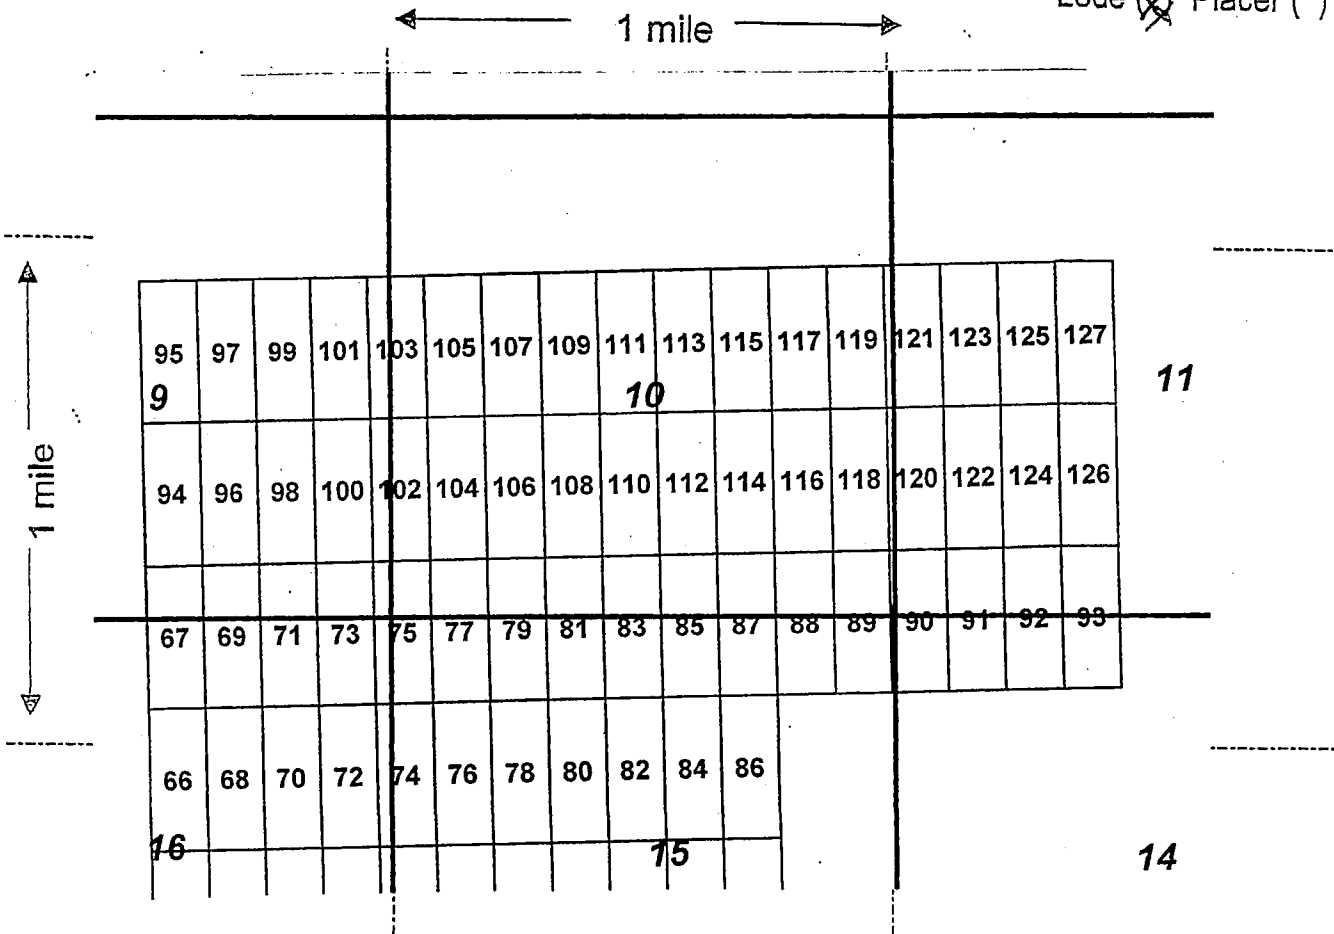 Lode (X) Placer ( )
1 mile
1 mile
95 97 99 101 103 105 107 109 111 113 115 117 119 121 123 125 127
9 10 11
94 96 98 100 102 104 106 108 110 112 114 116 118 120 122 124 126
67 69 71 73 75 77 79 81 83 85 87 88 89 90 91 92 93
66 68 70 72 74 76 78 80 82 84 86
16 15 14